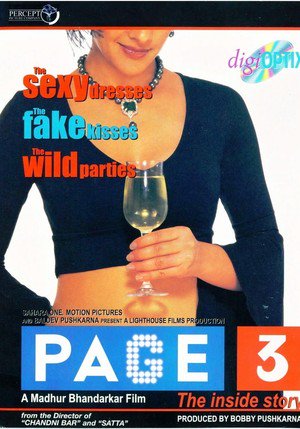 PERCEPT
PICTURE COMPANY
digiOPTIX
The
sexy dresses
The
fake kisses
The
wild parties
SAHARA ONE MOTION PICTURES
AND BALDEV PUSHKARNA PRESENT A LIGHTHOUSE FILMS PRODUCTION
PAGE 3
A Madhur Bhandarkar Film
The inside story
from the Director of
"CHANDNI BAR" and "SATTA"
PRODUCED BY BOBBY PUSHKARNA